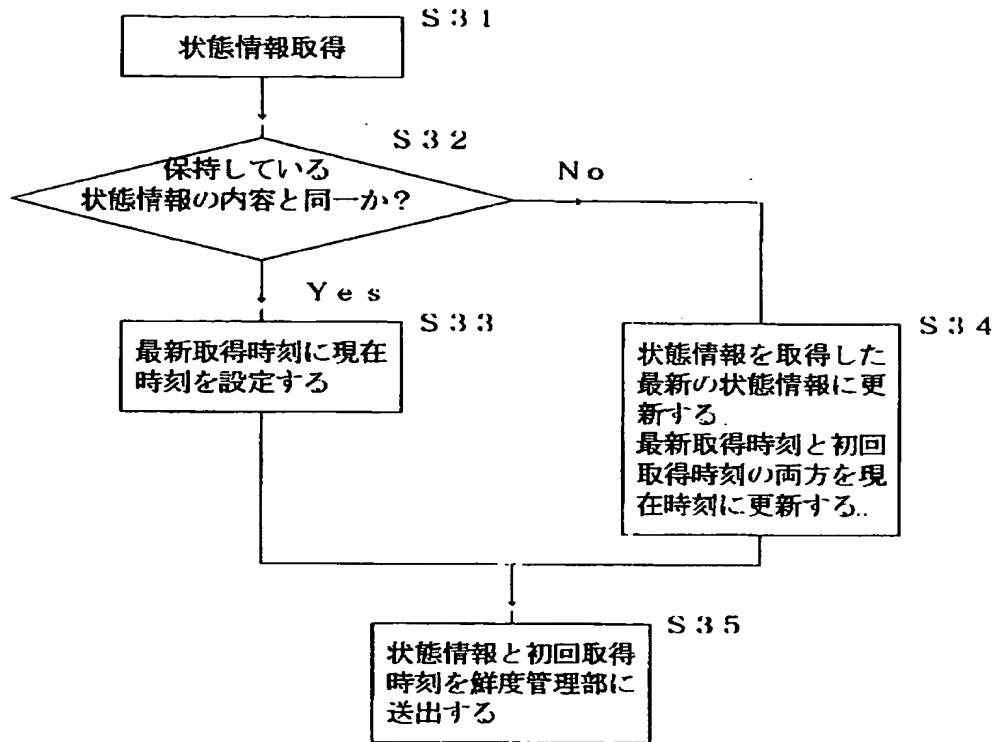 S31
状態情報取得
S32
保持している
状態情報の内容と同一か?
No
Yes
S33
最新取得時刻に現在
時刻を設定する
S34
状態情報を取得した
最新の状態情報に更
新する.
最新取得時刻と初回
取得時刻の両方を現
在時刻に更新する..
S35
状態情報と初回取得
時刻を鮮度管理部に
送出する